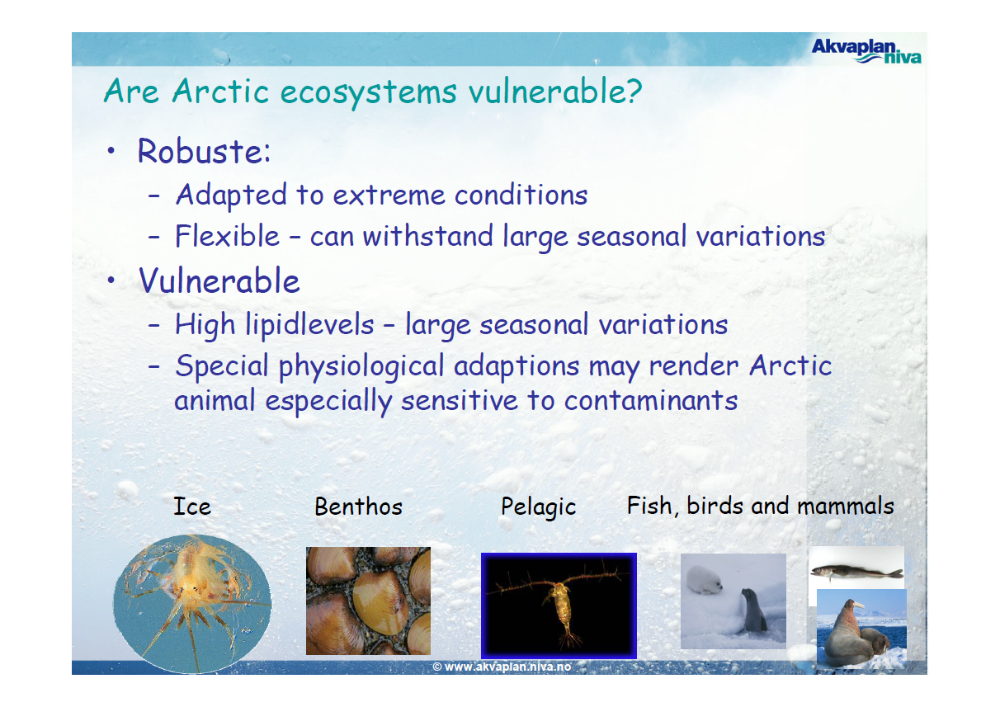 Akvaplan
niva
Are Arctic ecosystems vulnerable?
• Robuste:
– Adapted to extreme conditions
– Flexible – can withstand large seasonal variations
• Vulnerable
– High lipidlevels – large seasonal variations
– Special physiological adaptions may render Arctic
animal especially sensitive to contaminants
Ice
Benthos
Pelagic
Fish, birds and mammals
© www.akvaplan.niva.no